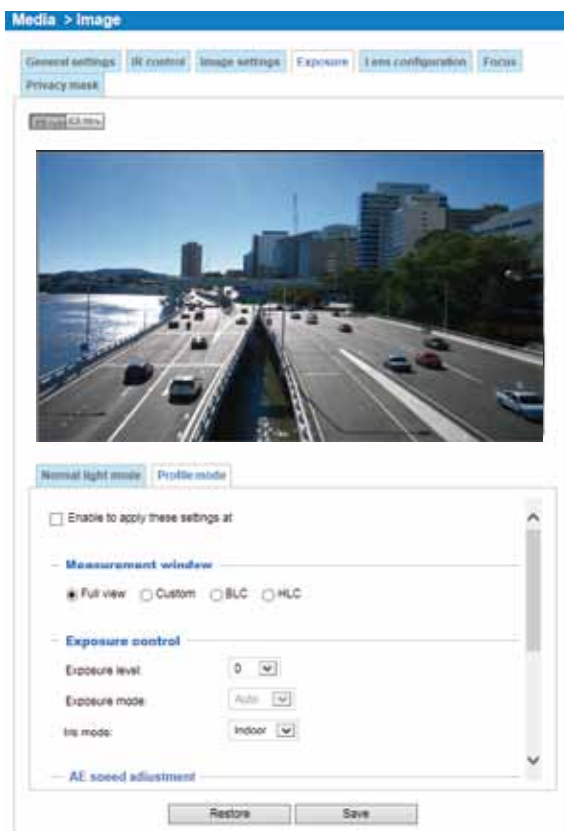 Media > Image
General settings IR control Image settings Exposure Lens configuration Focus
Privacy mask
Normal light mode Profile mode
Enable to apply these settings at
Measurement window
Full view Custom BLC HLC
Exposure control
Exposure level: 0
Exposure mode: Auto
Iris mode: Indoor
AE speed adjustment
Restore Save